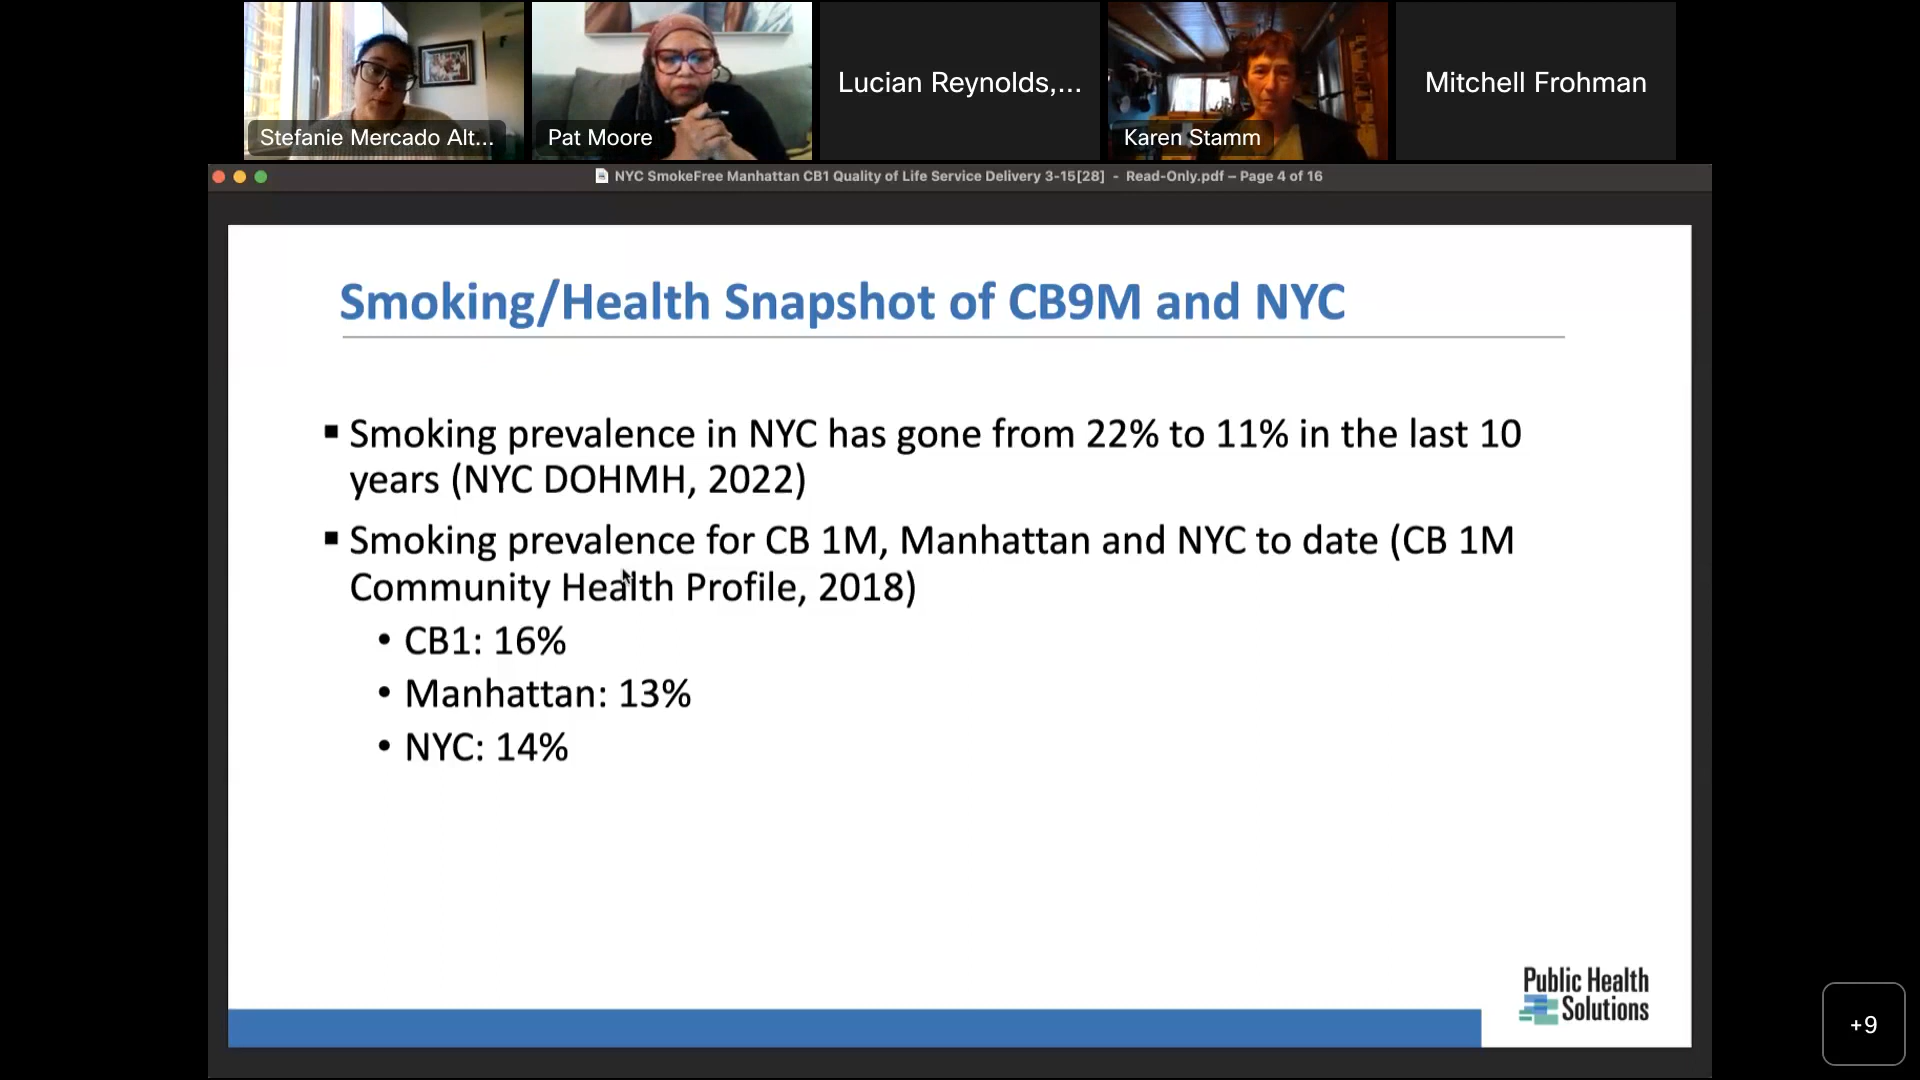 Stefanie Mercado Alt...
Pat Moore
Lucian Reynolds,...
Karen Stamm
Mitchell Frohman
NYC SmokeFree Manhattan CB1 Quality of Life Service Delivery 3-15[28] - Read-Only.pdf – Page 4 of 16
Smoking/Health Snapshot of CB9M and NYC
▪ Smoking prevalence in NYC has gone from 22% to 11% in the last 10
years (NYC DOHMH, 2022)
▪ Smoking prevalence for CB 1M, Manhattan and NYC to date (CB 1M
Community Health Profile, 2018)
• CB1: 16%
• Manhattan: 13%
• NYC: 14%
Public Health
Solutions
+9